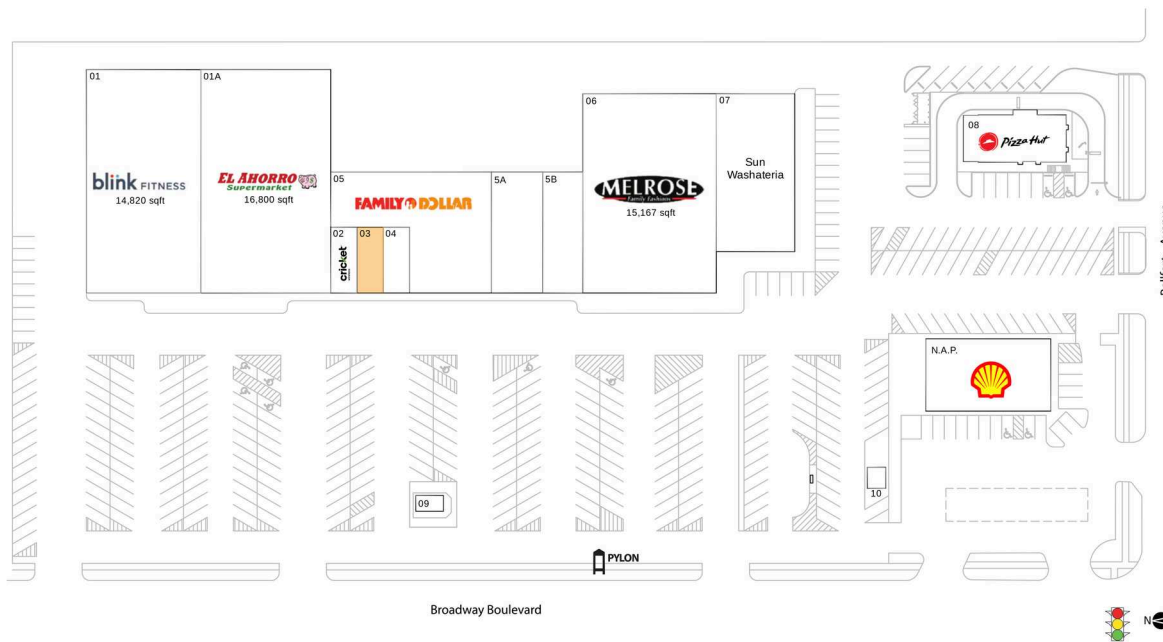 01
01A
blink FITNESS
14,820 sqft
EL AHORRO
Supermarket
16,800 sqft
05
FAMILY DOLLAR
02
03
04
cricket
5A
5B
06
MELROSE
Family Fashions
15,167 sqft
07
Sun
Washateria
08
Pizza Hut
N.A.P.
09
10
PYLON
Broadway Boulevard
N